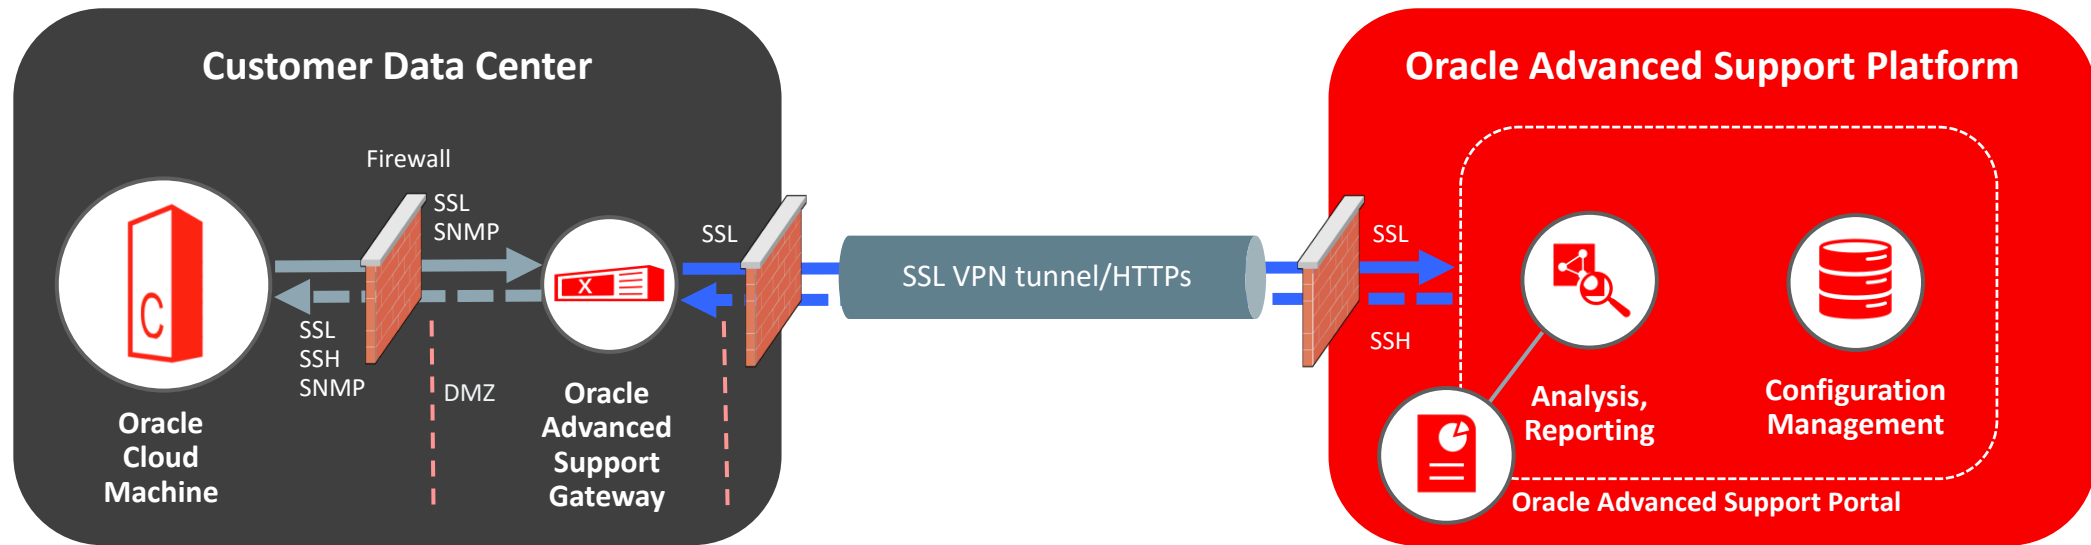 Customer Data Center
Firewall
SSL
SNMP
SSL
SSH
SNMP
DMZ
C
Oracle
Cloud
Machine
X
Oracle
Advanced
Support
Gateway
SSL
SSL VPN tunnel/HTTPs
Oracle Advanced Support Platform
SSL
SSH
Analysis,
Reporting
Configuration
Management
Oracle Advanced Support Portal